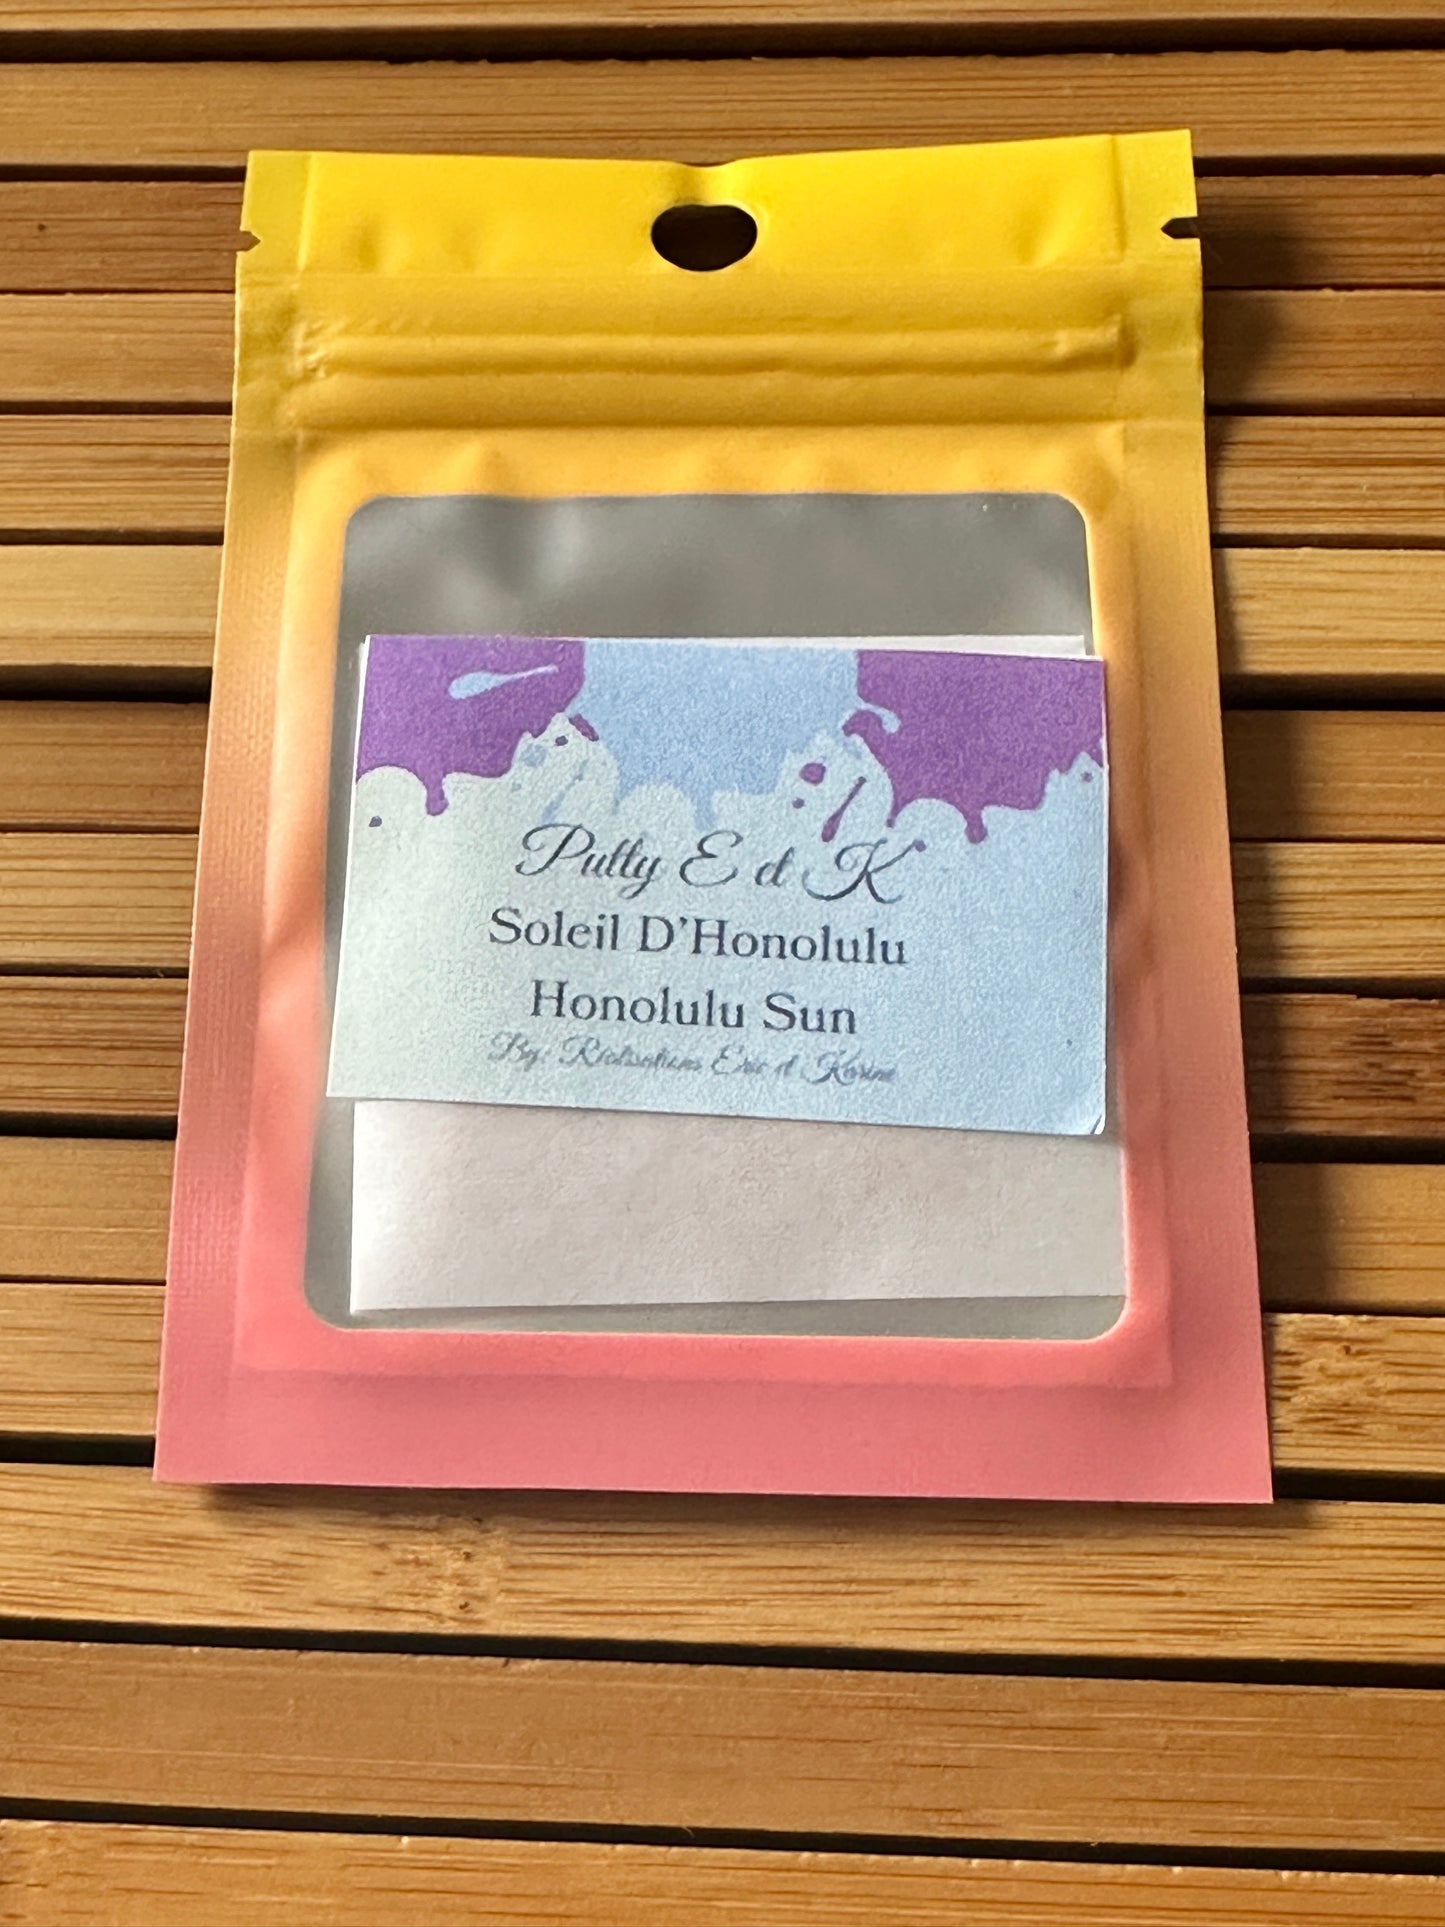 Putty E et K
Soleil D'Honolulu
Honolulu Sun
By: Réalisations Eric et Karine